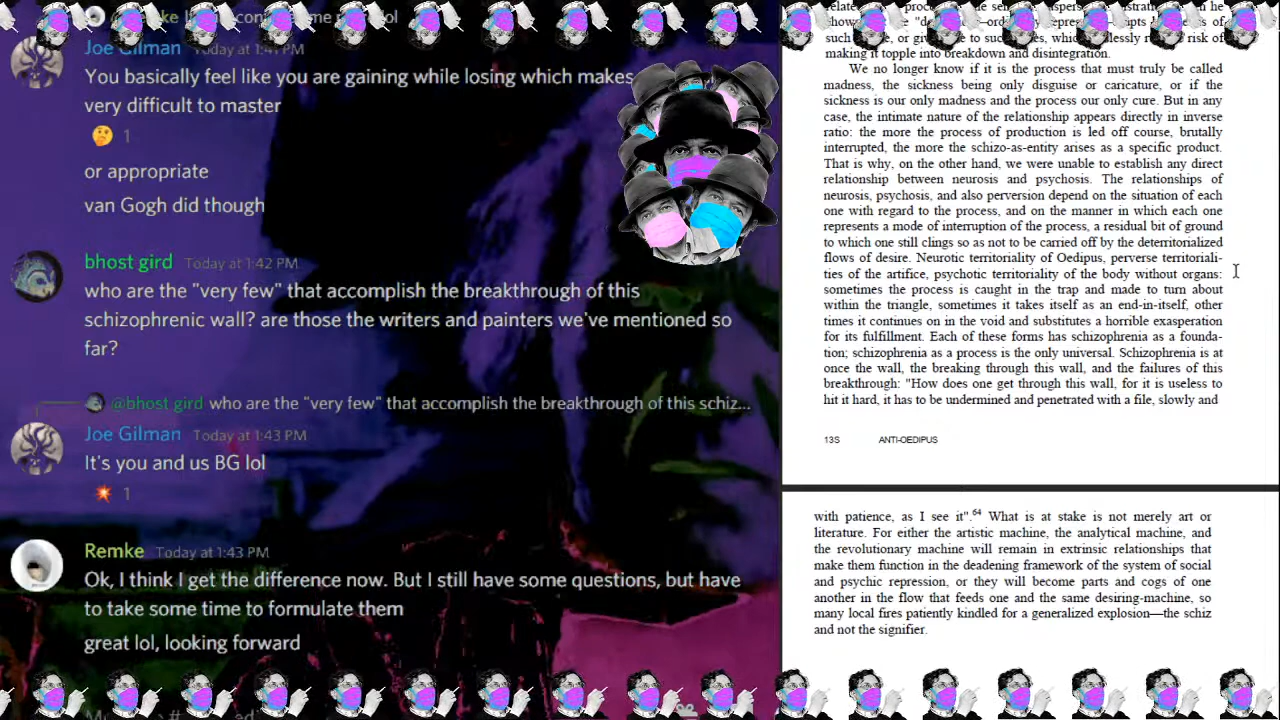 Joe Gilman Today at 1:41 PM
You basically feel like you are gaining while losing which makes
very difficult to master
🤔 1
or appropriate
van Gogh did though
bhost gird Today at 1:42 PM
who are the "very few" that accomplish the breakthrough of this
schizophrenic wall? are those the writers and painters we've mentioned so
far?
@bhost gird who are the "very few" that accomplish the breakthrough of this schiz...
Joe Gilman Today at 1:43 PM
It's you and us BG lol
💥 1
Remke Today at 1:43 PM
Ok, I think I get the difference now. But I still have some questions, but have
to take some time to formulate them
great lol, looking forward
making it topple into breakdown and disintegration.
We no longer know if it is the process that must truly be called
madness, the sickness being only disguise or caricature, or if the
sickness is our only madness and the process our only cure. But in any
case, the intimate nature of the relationship appears directly in inverse
ratio: the more the process of production is led off course, brutally
interrupted, the more the schizo-as-entity arises as a specific product.
That is why, on the other hand, we were unable to establish any direct
relationship between neurosis and psychosis. The relationships of
neurosis, psychosis, and also perversion depend on the situation of each
one with regard to the process, and on the manner in which each one
represents a mode of interruption of the process, a residual bit of ground
to which one still clings so as not to be carried off by the deterritorialized
flows of desire. Neurotic territoriality of Oedipus, perverse territoriali-
ties of the artifice, psychotic territoriality of the body without organs:
sometimes the process is caught in the trap and made to turn about
within the triangle, sometimes it takes itself as an end-in-itself, other
times it continues on in the void and substitutes a horrible exasperation
for its fulfillment. Each of these forms has schizophrenia as a founda-
tion; schizophrenia as a process is the only universal. Schizophrenia is at
once the wall, the breaking through this wall, and the failures of this
breakthrough: "How does one get through this wall, for it is useless to
hit it hard, it has to be undermined and penetrated with a file, slowly and
13S ANTI-OEDIPUS
with patience, as I see it".64 What is at stake is not merely art or
literature. For either the artistic machine, the analytical machine, and
the revolutionary machine will remain in extrinsic relationships that
make them function in the deadening framework of the system of social
and psychic repression, or they will become parts and cogs of one
another in the flow that feeds one and the same desiring-machine, so
many local fires patiently kindled for a generalized explosion—the schiz
and not the signifier.